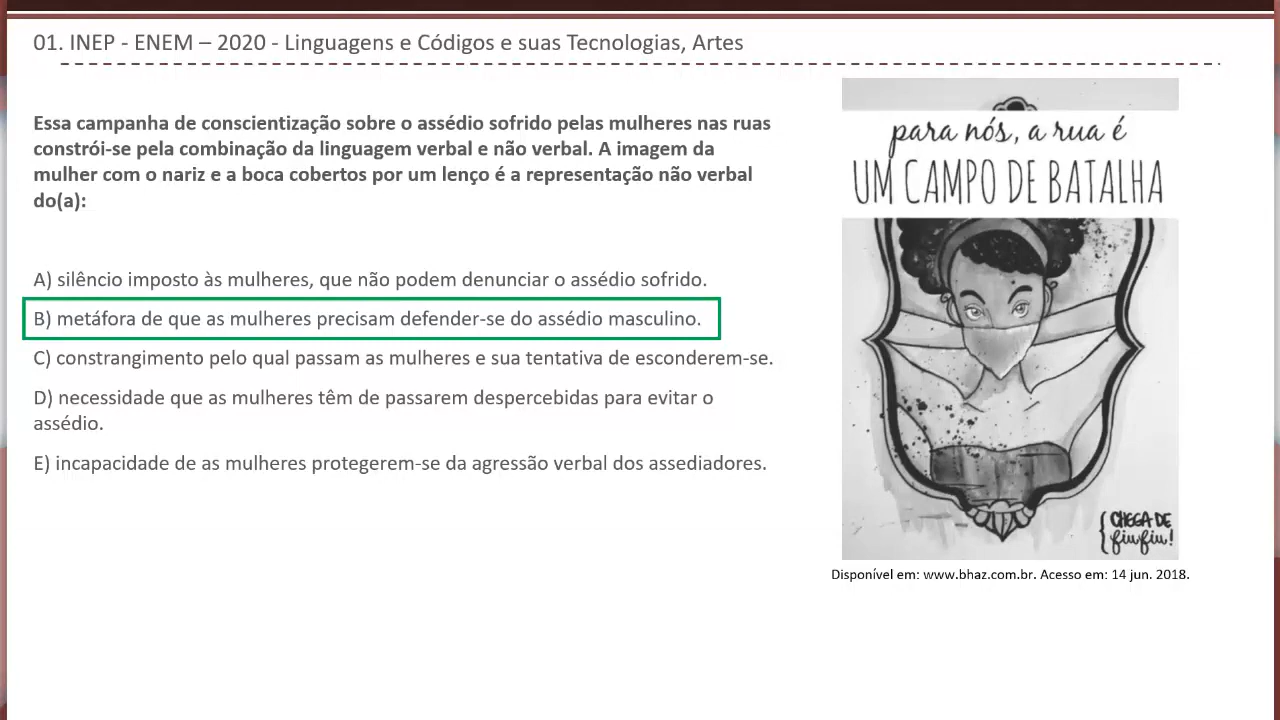 01. INEP - ENEM – 2020 - Linguagens e Códigos e suas Tecnologias, Artes
Essa campanha de conscientização sobre o assédio sofrido pelas mulheres nas ruas
constrói-se pela combinação da linguagem verbal e não verbal. A imagem da
mulher com o nariz e a boca cobertos por um lenço é a representação não verbal
do(a):
A) silêncio imposto às mulheres, que não podem denunciar o assédio sofrido.
B) metáfora de que as mulheres precisam defender-se do assédio masculino.
C) constrangimento pelo qual passam as mulheres e sua tentativa de esconderem-se.
D) necessidade que as mulheres têm de passarem despercebidas para evitar o
assédio.
E) incapacidade de as mulheres protegerem-se da agressão verbal dos assediadores.
para nós, a rua é
UM CAMPO DE BATALHA
CHEGA DE
fiu fiu!
Disponível em: www.bhaz.com.br. Acesso em: 14 jun. 2018.